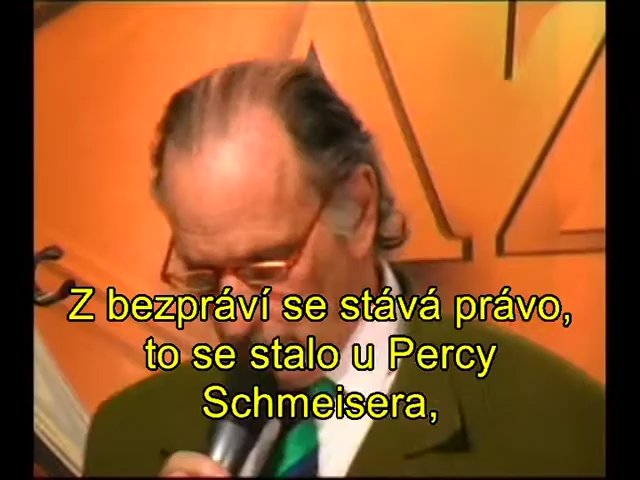 Z bezpráví se stává právo,
to se stalo u Percy
Schmeisera,